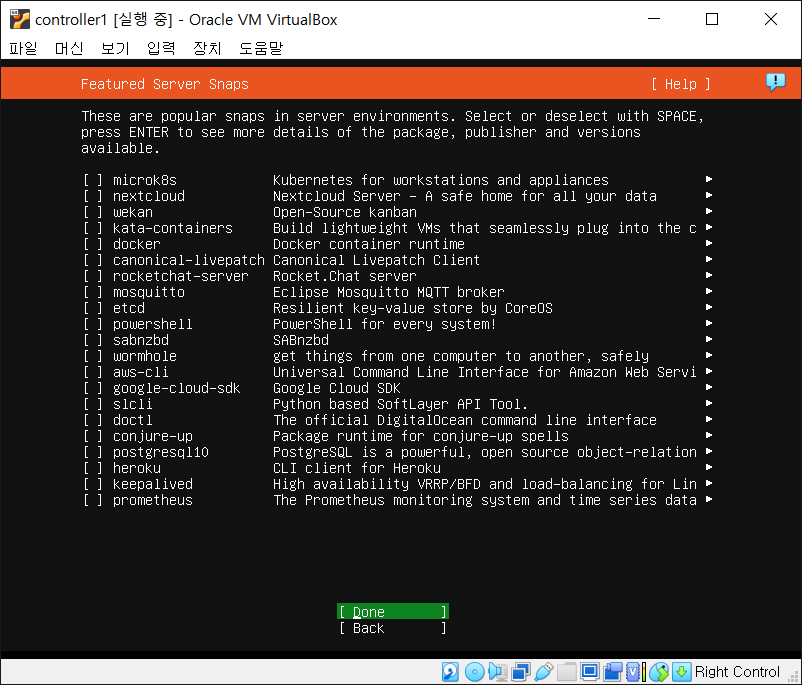 controller1 [실행 중] - Oracle VM VirtualBox
파일 머신 보기 입력 장치 도움말
Featured Server Snaps [ Help ]
These are popular snaps in server environments. Select or deselect with SPACE,
press ENTER to see more details of the package, publisher and versions
available.
[ ] microk8s Kubernetes for workstations and appliances ▸
[ ] nextcloud Nextcloud Server - A safe home for all your data ▸
[ ] wekan Open-Source kanban ▸
[ ] kata-containers Build lightweight VMs that seamlessly plug into the c ▸
[ ] docker Docker container runtime ▸
[ ] canonical-livepatch Canonical Livepatch Client ▸
[ ] rocketchat-server Rocket.Chat server ▸
[ ] mosquitto Eclipse Mosquitto MQTT broker ▸
[ ] etcd Resilient key-value store by CoreOS ▸
[ ] powershell PowerShell for every system! ▸
[ ] sabnzbd SABnzbd ▸
[ ] wormhole get things from one computer to another, safely ▸
[ ] aws-cli Universal Command Line Interface for Amazon Web Servi ▸
[ ] google-cloud-sdk Google Cloud SDK ▸
[ ] slcli Python based SoftLayer API Tool. ▸
[ ] doctl The official DigitalOcean command line interface ▸
[ ] conjure-up Package runtime for conjure-up spells ▸
[ ] postgresql10 PostgreSQL is a powerful, open source object-relation ▸
[ ] heroku CLI client for Heroku ▸
[ ] keepalived High availability VRRP/BFD and load-balancing for Lin ▸
[ ] prometheus The Prometheus monitoring system and time series data ▸
[ Done ]
[ Back ]
Right Control